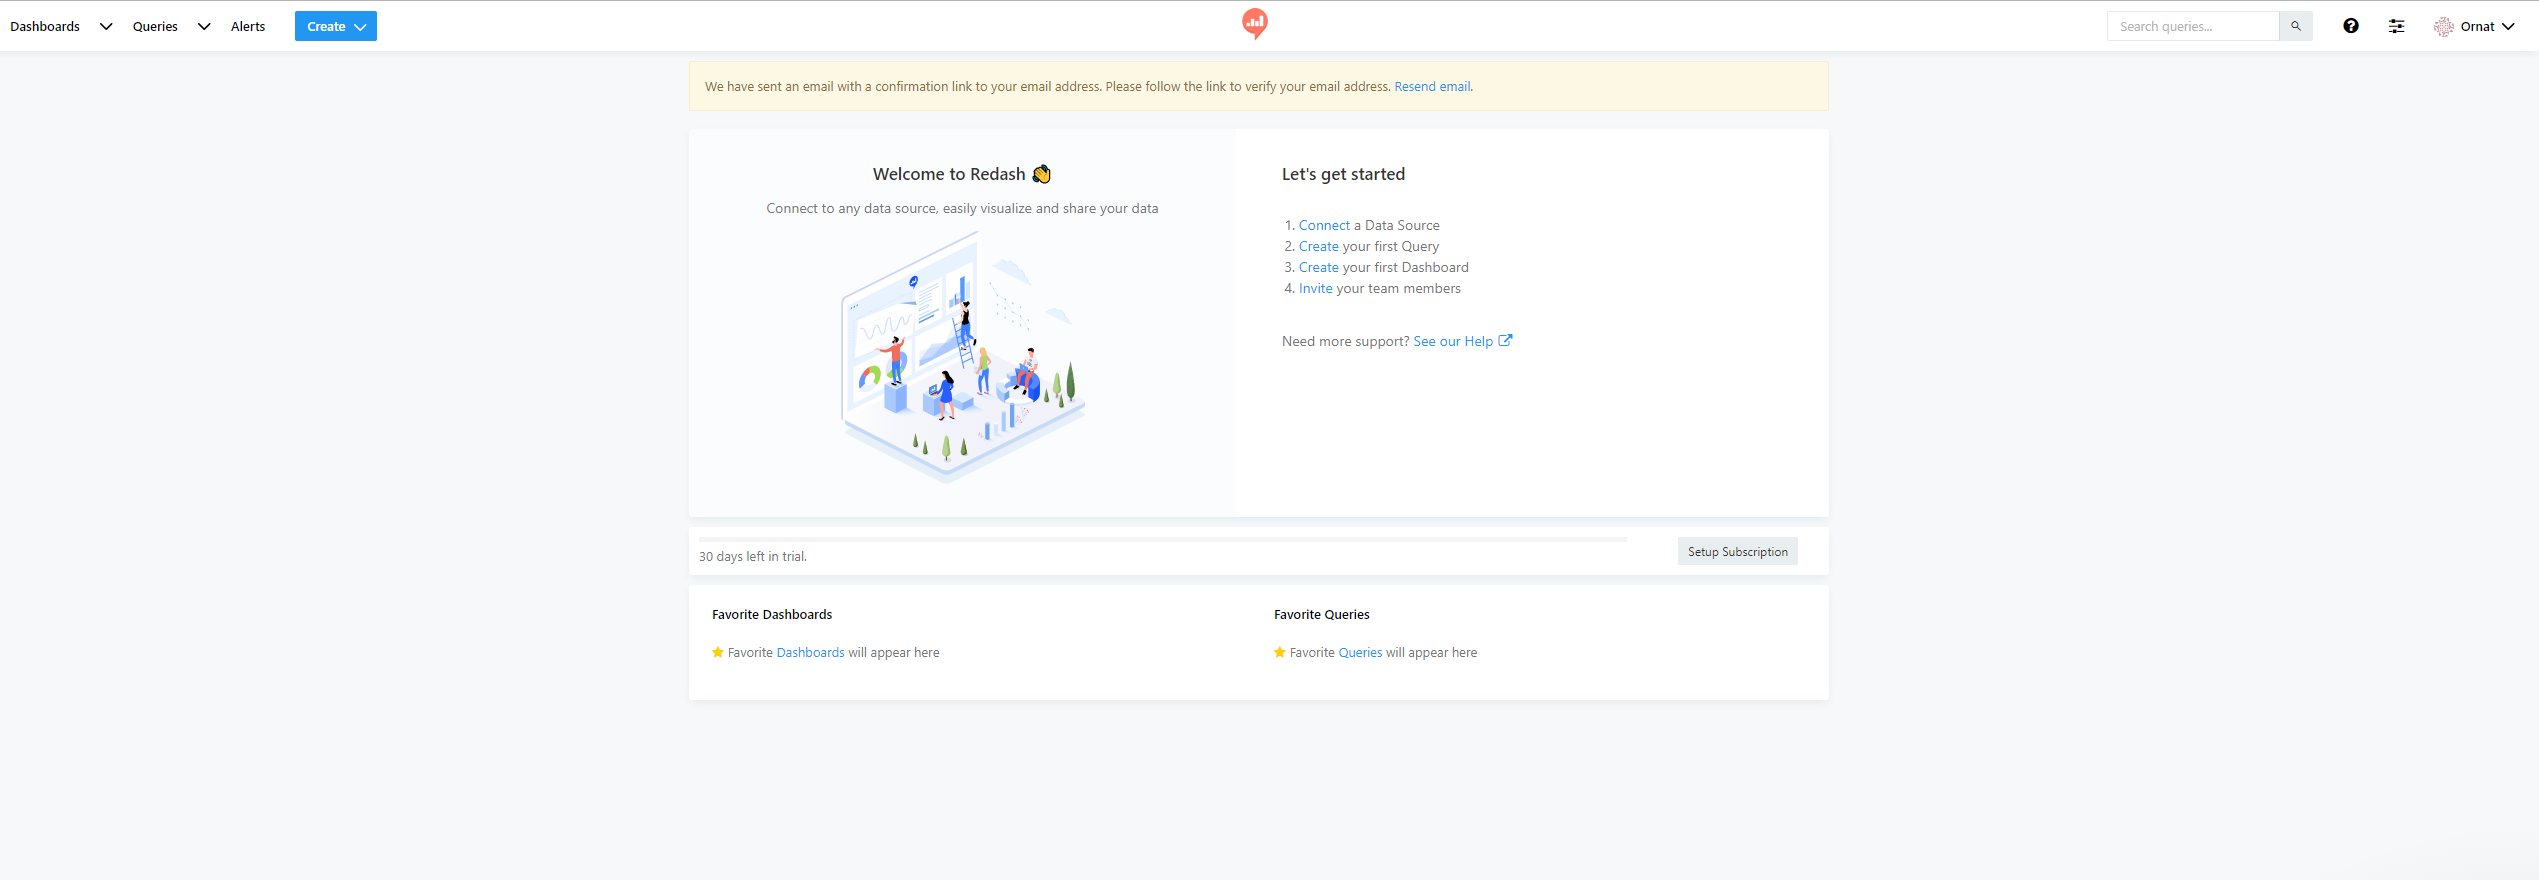 Dashboards Queries Alerts Create Search queries... Ornat
We have sent an email with a confirmation link to your email address. Please follow the link to verify your email address. Resend email.
Welcome to Redash
Connect to any data source, easily visualize and share your data
Let's get started
1. Connect a Data Source
2. Create your first Query
3. Create your first Dashboard
4. Invite your team members
Need more support? See our Help
30 days left in trial.
Setup Subscription
Favorite Dashboards
Favorite Dashboards will appear here
Favorite Queries
Favorite Queries will appear here